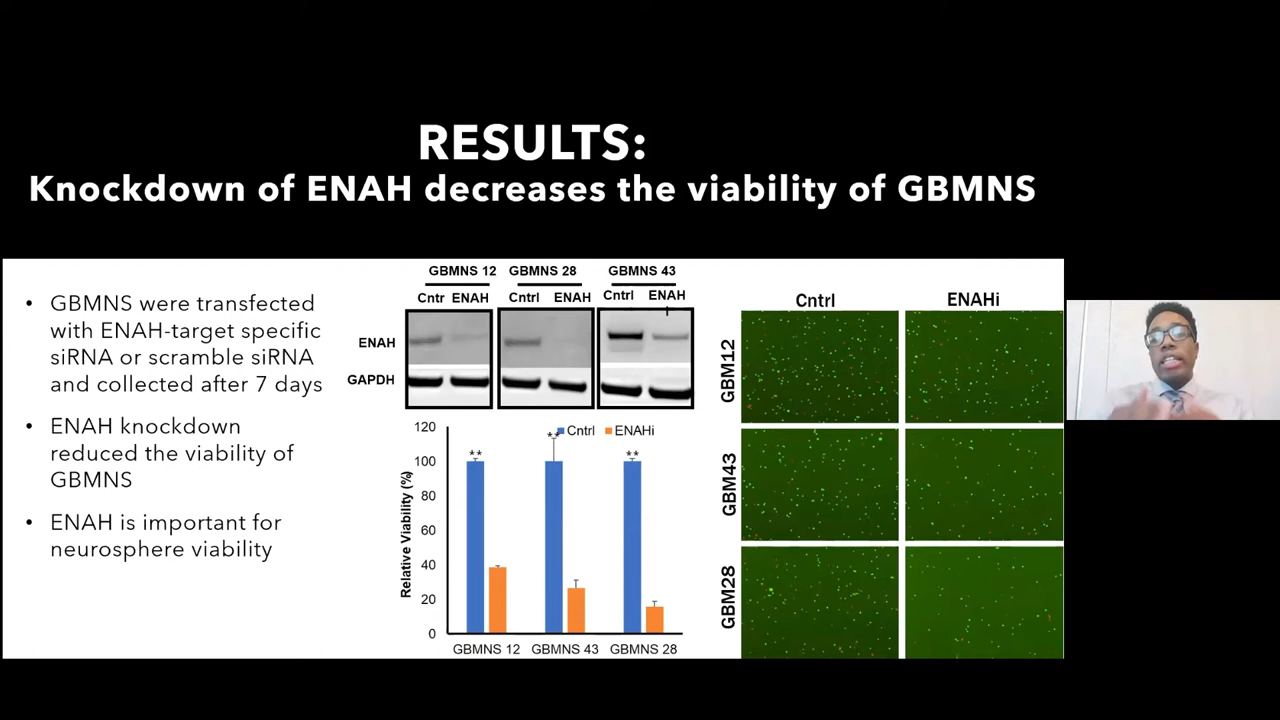 RESULTS:
Knockdown of ENAH decreases the viability of GBMNS
• GBMNS were transfected
with ENAH-target specific
siRNA or scramble siRNA
and collected after 7 days
• ENAH knockdown
reduced the viability of
GBMNS
• ENAH is important for
neurosphere viability
GBMNS 12 GBMNS 28 GBMNS 43
Cntr ENAH Cntrl ENAH Cntrl ENAH
ENAH
GAPDH
Cntrl ENAHi
Relative Viability (%)
120
100
80
60
40
20
0
** ** **
GBMNS 12 GBMNS 43 GBMNS 28
Cntrl ENAHi
GBM12
GBM43
GBM28